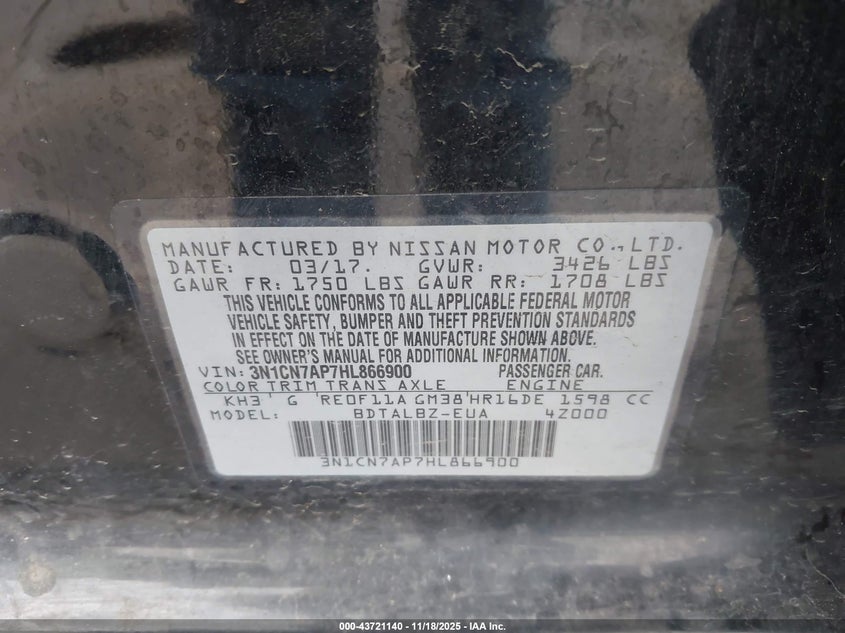 MANUFACTURED BY NISSAN MOTOR CO., LTD.
DATE: 03/17. GVWR: 3426 LBS
GAWR FR: 1750 LBS GAWR RR: 1708 LBS
THIS VEHICLE CONFORMS TO ALL APPLICABLE FEDERAL MOTOR
VEHICLE SAFETY, BUMPER AND THEFT PREVENTION STANDARDS
IN EFFECT ON THE DATE OF MANUFACTURE SHOWN ABOVE.
SEE OWNER'S MANUAL FOR ADDITIONAL INFORMATION.
VIN: 3N1CN7AP7HL866900 PASSENGER CAR.
COLOR TRIM TRANS AXLE ENGINE
KH3 G RE0F11A GM38 HR16DE 1598 CC
MODEL: BDTALBZ-EUA 4Z000
3N1CN7AP7HL866900
000-43721140 - 11/18/2025 - IAA Inc.